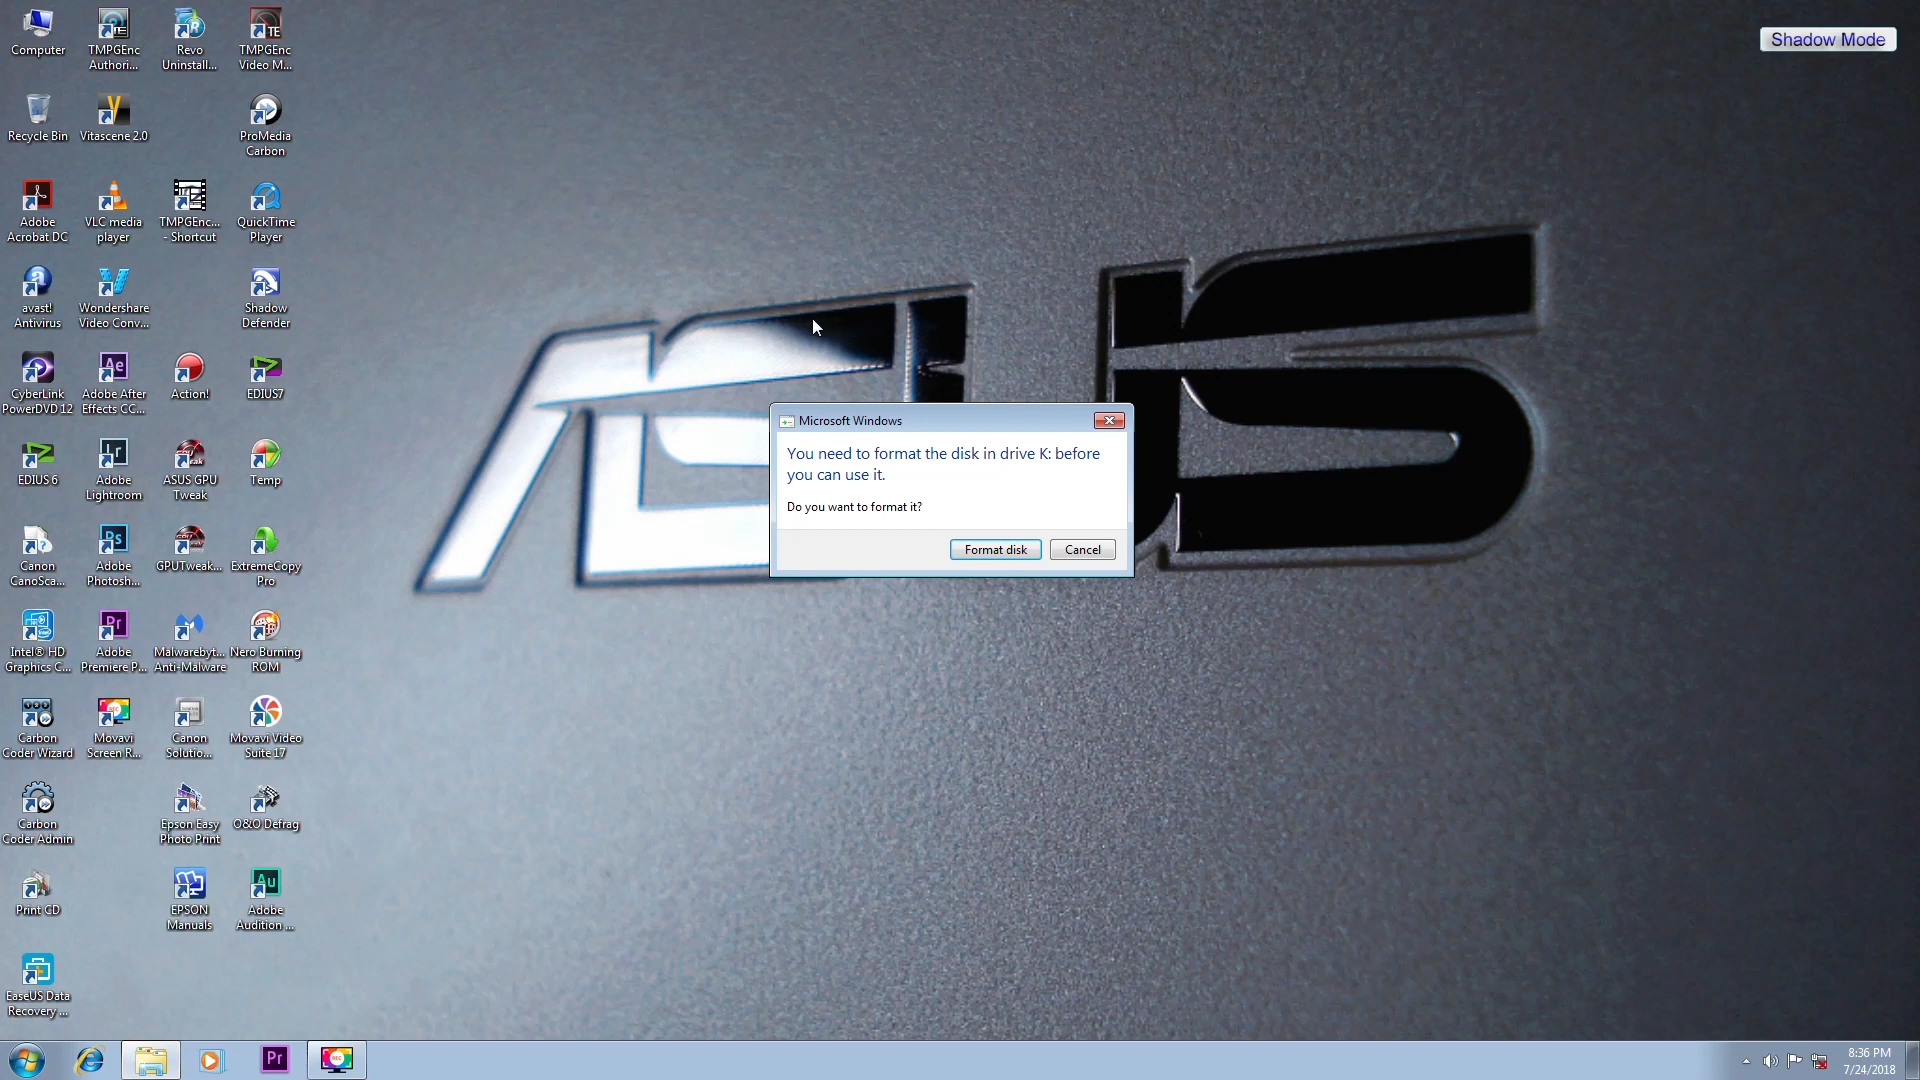 Computer
TMPGEnc
Authori...
Revo
Uninstall...
TMPGEnc
Video M...
Shadow Mode
Recycle Bin
Vitascene 2.0
ProMedia
Carbon
Adobe
Acrobat DC
VLC media
player
TMPGEnc...
- Shortcut
QuickTime
Player
avast!
Antivirus
Wondershare
Video Conv...
Shadow
Defender
CyberLink
PowerDVD 12
Adobe After
Effects CC...
Action!
EDIUS7
EDIUS 6
Adobe
Lightroom
ASUS GPU
Tweak
Temp
Canon
CanoSca...
Adobe
Photosh...
GPUTweak...
ExtremeCopy
Pro
Intel® HD
Graphics C...
Adobe
Premiere P...
Malwarebyt...
Anti-Malware
Nero Burning
ROM
Carbon
Coder Wizard
Movavi
Screen R...
Canon
Solutio...
Movavi Video
Suite 17
Carbon
Coder Admin
Epson Easy
Photo Print
O&O Defrag
Print CD
EPSON
Manuals
Adobe
Audition ...
EaseUS Data
Recovery ...
ASUS
Microsoft Windows
You need to format the disk in drive K: before
you can use it.
Do you want to format it?
Format disk
Cancel
Pr
8:36 PM
7/24/2018